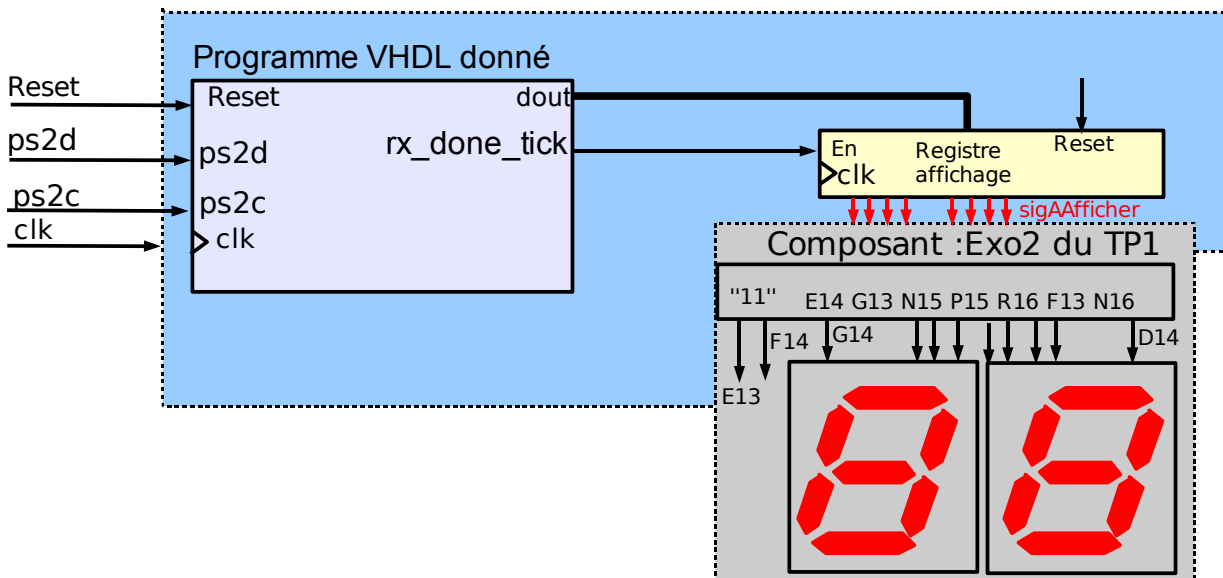 Programme VHDL donné
Reset
ps2d
ps2c
clk
Reset
ps2d
ps2c
clk
dout
rx_done_tick
Reset
En
clk
Registre
affichage
sigAAfficher
Composant :Exo2 du TP1
"11"
E14 G13 N15 P15 R16 F13 N16
F14
G14
D14
E13